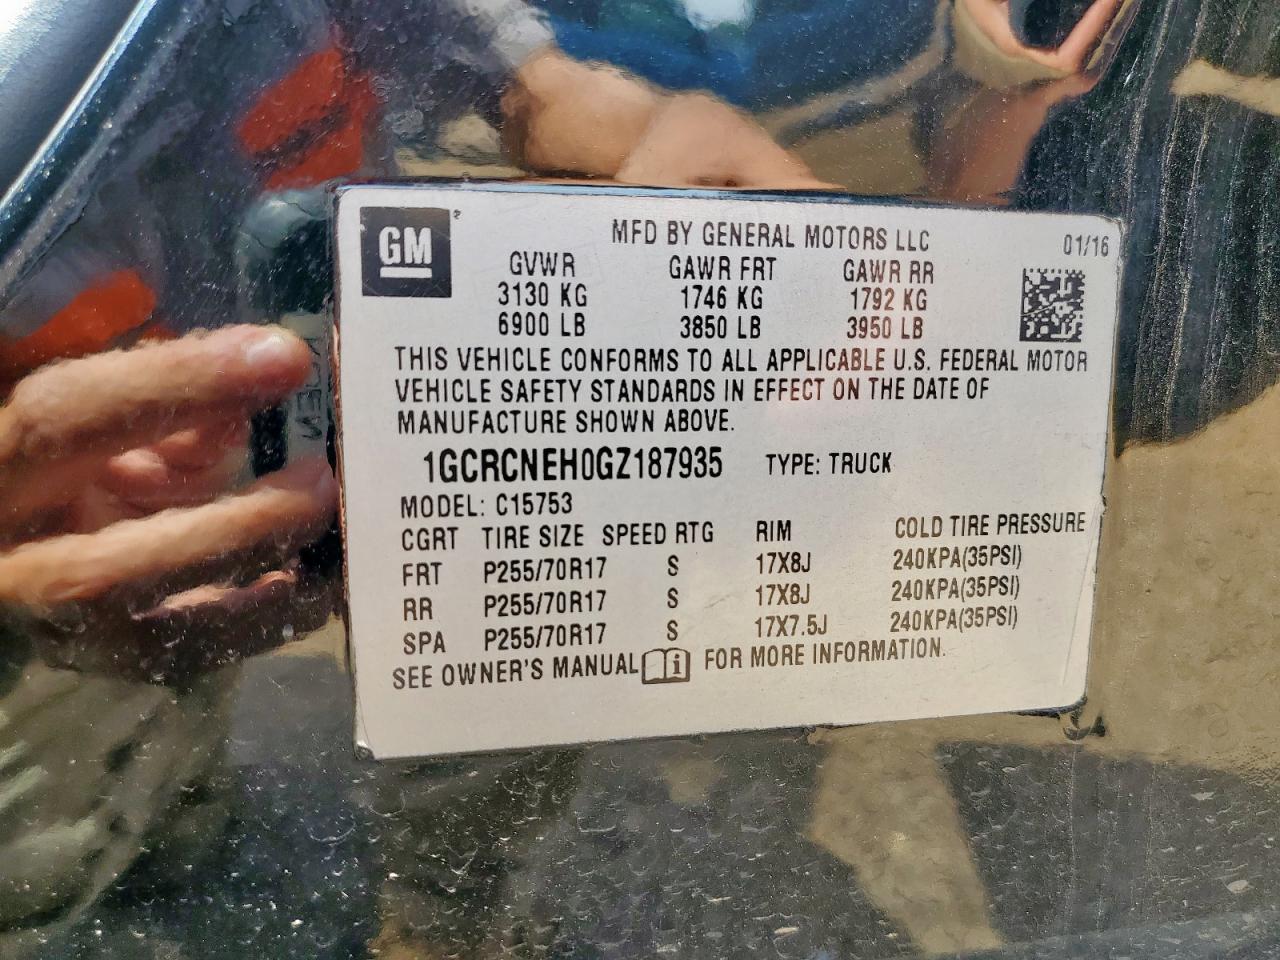 GM
MFD BY GENERAL MOTORS LLC 01/16
GVWR GAWR FRT GAWR RR
3130 KG 1746 KG 1792 KG
6900 LB 3850 LB 3950 LB
THIS VEHICLE CONFORMS TO ALL APPLICABLE U.S. FEDERAL MOTOR
VEHICLE SAFETY STANDARDS IN EFFECT ON THE DATE OF
MANUFACTURE SHOWN ABOVE.
1GCRCNEH0GZ187935 TYPE: TRUCK
MODEL: C15753
CGRT TIRE SIZE SPEED RTG RIM COLD TIRE PRESSURE
FRT P255/70R17 S 17X8J 240KPA(35PSI)
RR P255/70R17 S 17X8J 240KPA(35PSI)
SPA P255/70R17 S 17X7.5J 240KPA(35PSI)
SEE OWNER'S MANUAL i FOR MORE INFORMATION.